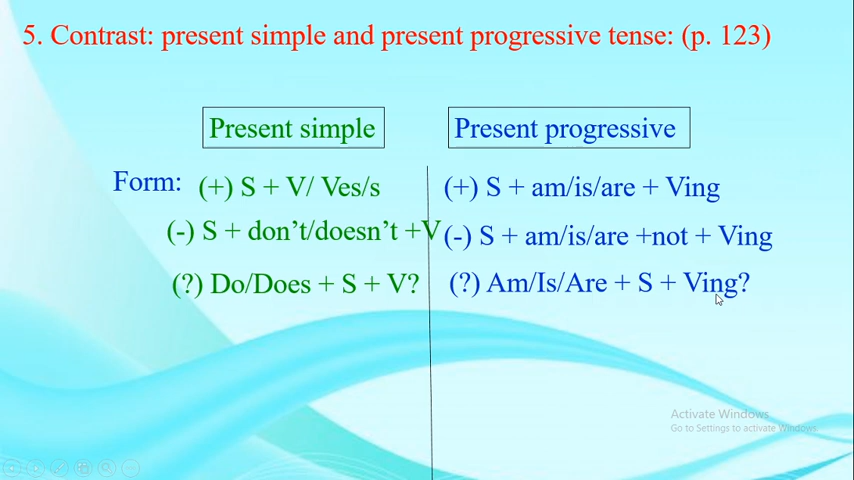 5. Contrast: present simple and present progressive tense: (p. 123)
Present simple
Present progressive
Form: (+) S + V/ Ves/s
(-) S + don’t/doesn’t +V
(?) Do/Does + S + V?
(+) S + am/is/are + Ving
(-) S + am/is/are +not + Ving
(?) Am/Is/Are + S + Ving?
Activate Windows
Go to Settings to activate Windows.